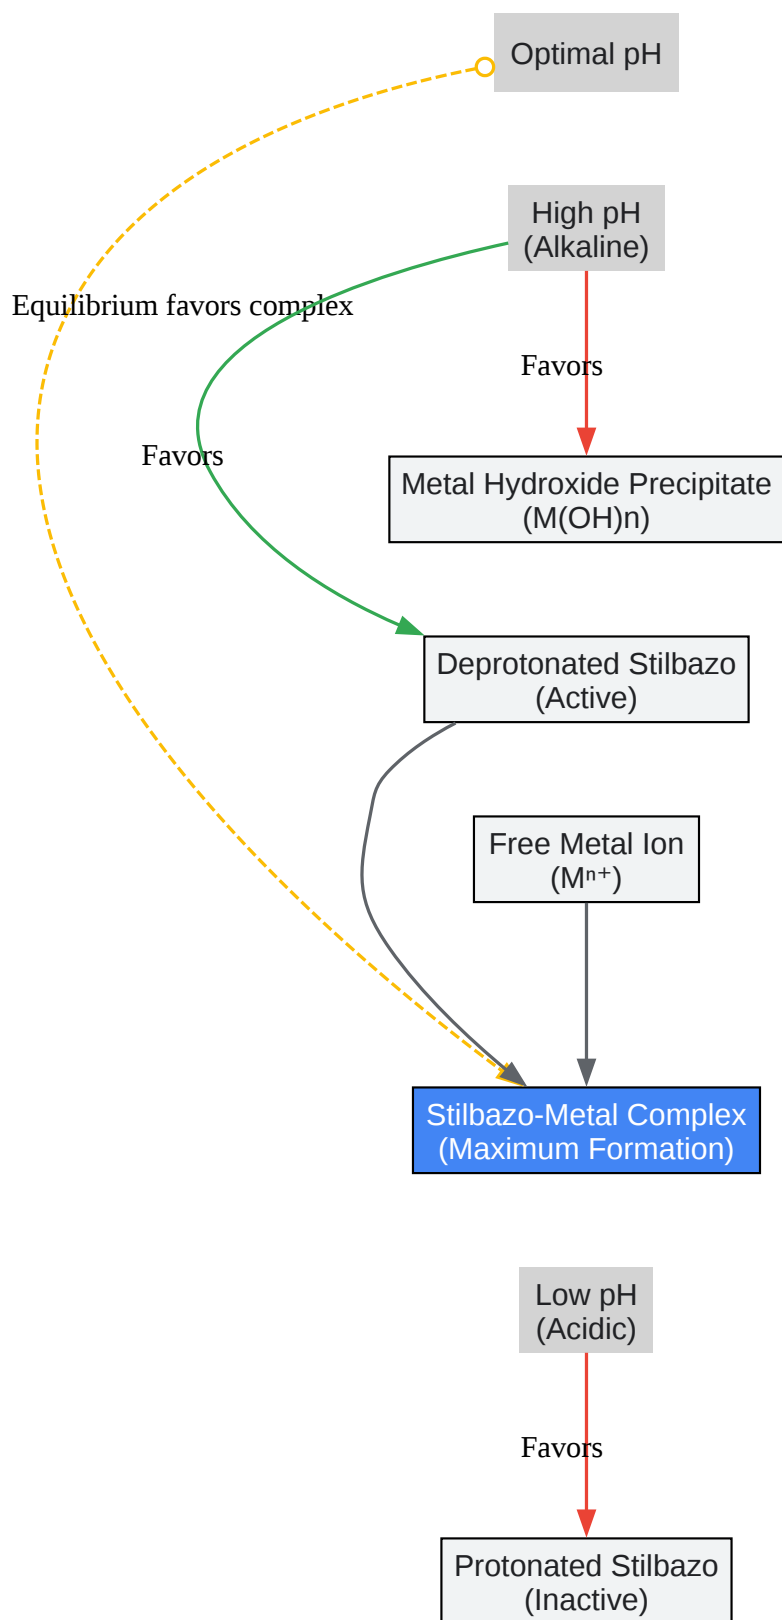 Optimal pH
High pH
(Alkaline)
Equilibrium favors complex
Favors
Favors
Metal Hydroxide Precipitate
(M(OH)n)
Deprotonated Stilbazo
(Active)
Free Metal Ion
(Mⁿ⁺)
Stilbazo-Metal Complex
(Maximum Formation)
Low pH
(Acidic)
Favors
Protonated Stilbazo
(Inactive)